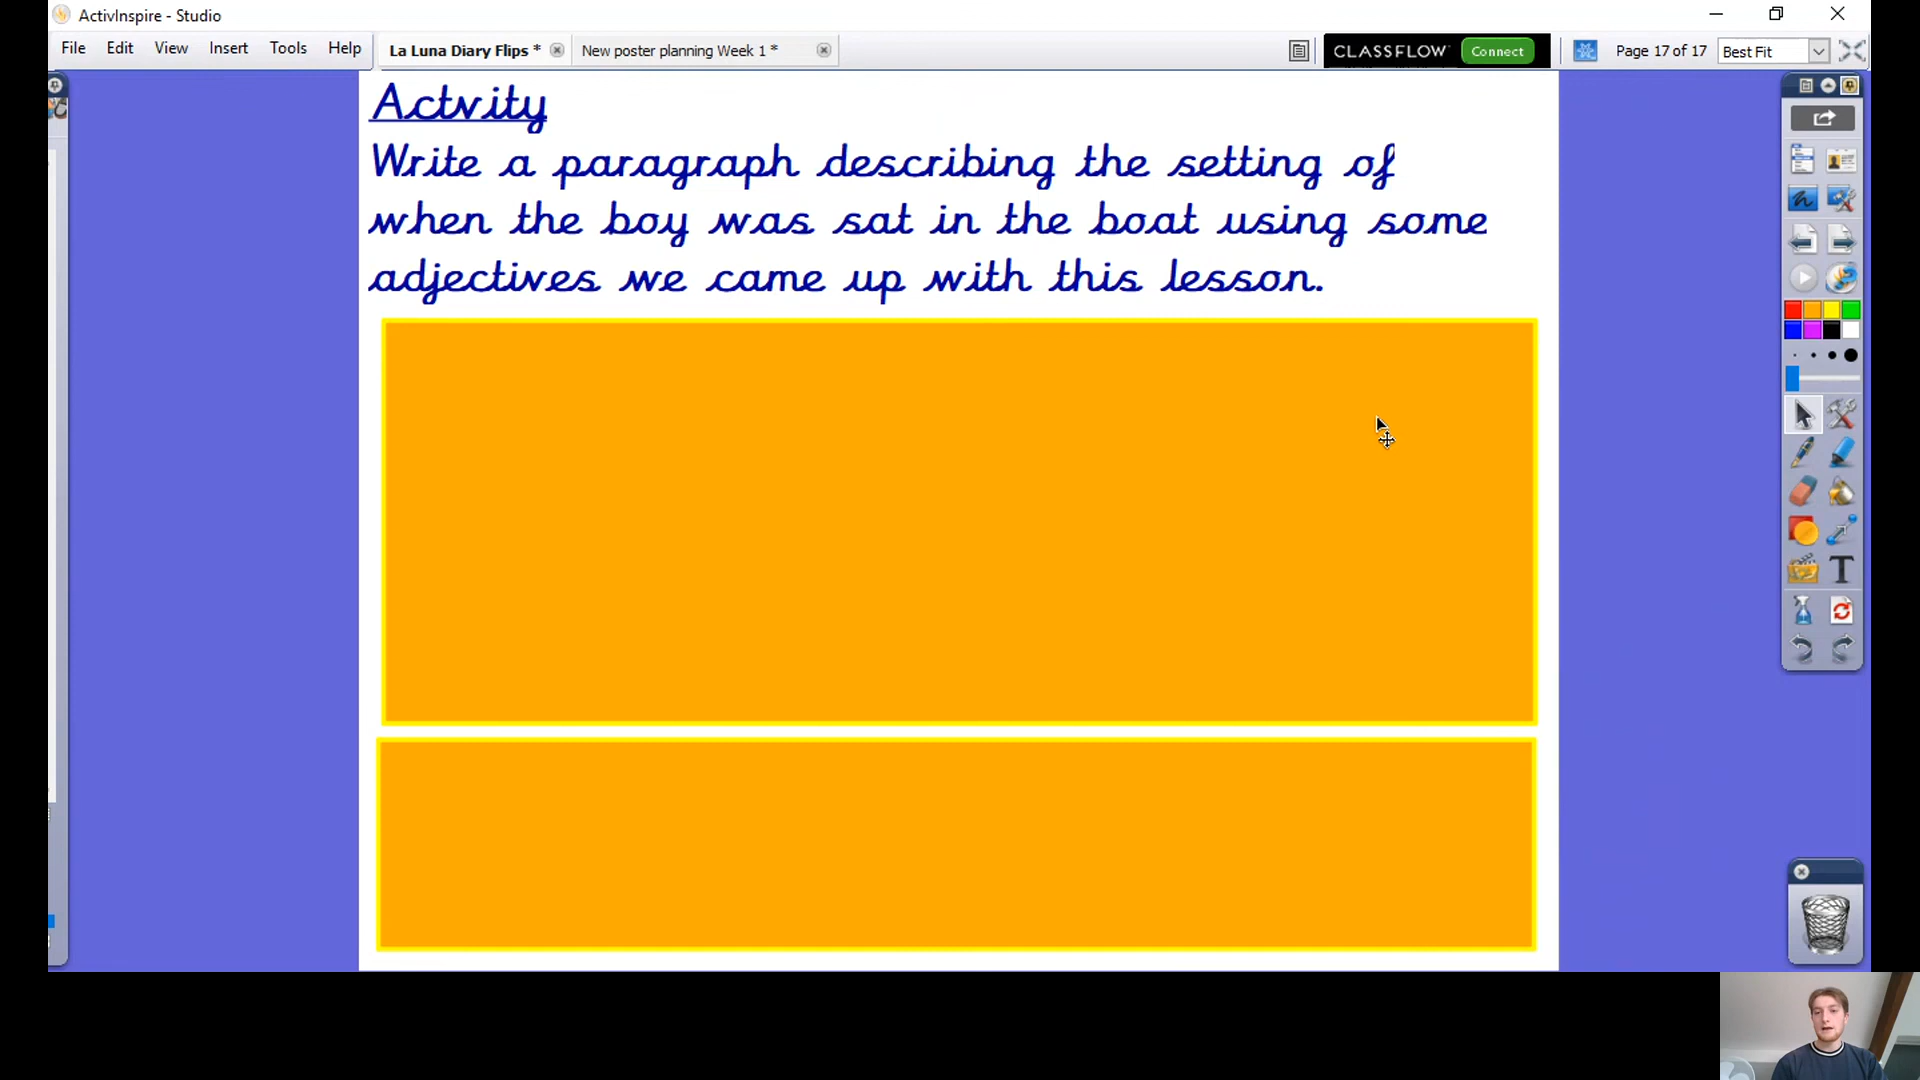 ActivInspire - Studio
File Edit View Insert Tools Help
La Luna Diary Flips * New poster planning Week 1 *
CLASSFLOW Connect Page 17 of 17 Best Fit
Actvity
Write a paragraph describing the setting of
when the boy was sat in the boat using some
adjectives we came up with this lesson.